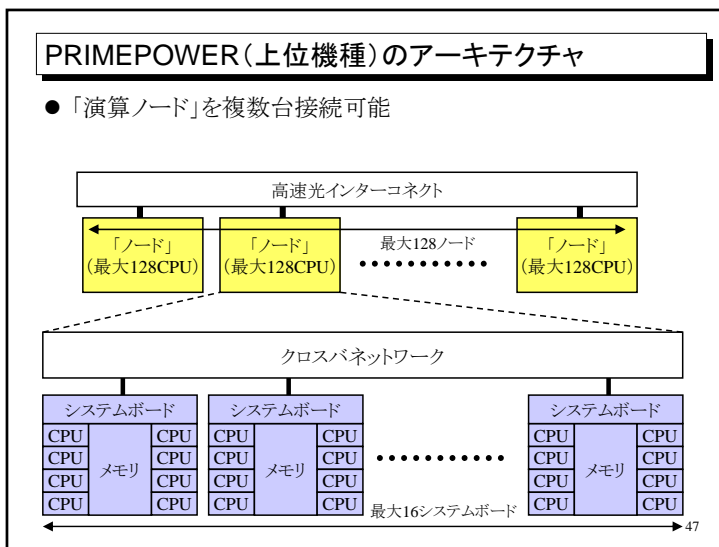 PRIMEPOWER(上位機種)のアーキテクチャ
● 「演算ノード」を複数台接続可能
高速光インターコネクト
「ノード」
(最大128CPU)
「ノード」
(最大128CPU)
最大128ノード
「ノード」
(最大128CPU)
クロスバネットワーク
システムボード
CPU
CPU
CPU
CPU
メモリ
CPU
CPU
CPU
CPU
システムボード
CPU
CPU
CPU
CPU
メモリ
CPU
CPU
CPU
CPU
システムボード
CPU
CPU
CPU
CPU
メモリ
CPU
CPU
CPU
CPU
最大16システムボード
47